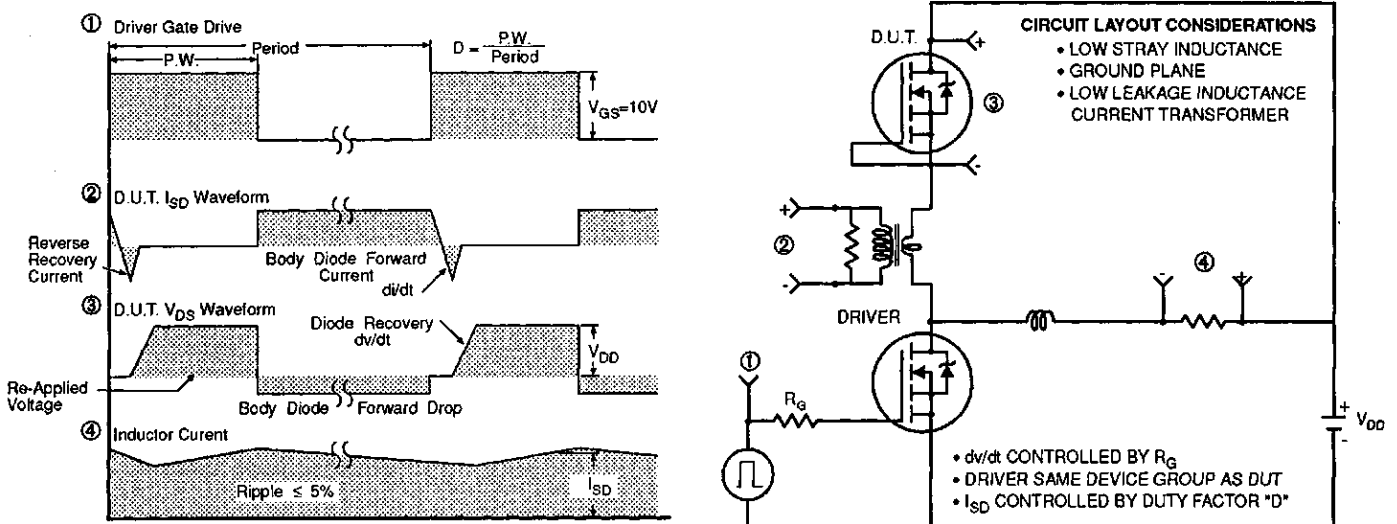 ① Driver Gate Drive
P.W.
Period
D = P.W.
Period
V_GS=10V
② D.U.T. I_SD Waveform
Reverse
Recovery
Current
Body Diode Forward
Current
di/dt
③ D.U.T. V_DS Waveform
Diode Recovery
dv/dt
V_DD
Re-Applied
Voltage
Body Diode Forward Drop
④ Inductor Curent
Ripple ≤ 5%
I_SD
CIRCUIT LAYOUT CONSIDERATIONS
• LOW STRAY INDUCTANCE
• GROUND PLANE
• LOW LEAKAGE INDUCTANCE
CURRENT TRANSFORMER
D.U.T.
+
③
-
+
②
-
④
- +
DRIVER
①
R_G
+
V_DD
-
• dv/dt CONTROLLED BY R_G
• DRIVER SAME DEVICE GROUP AS DUT
• I_SD CONTROLLED BY DUTY FACTOR "D"